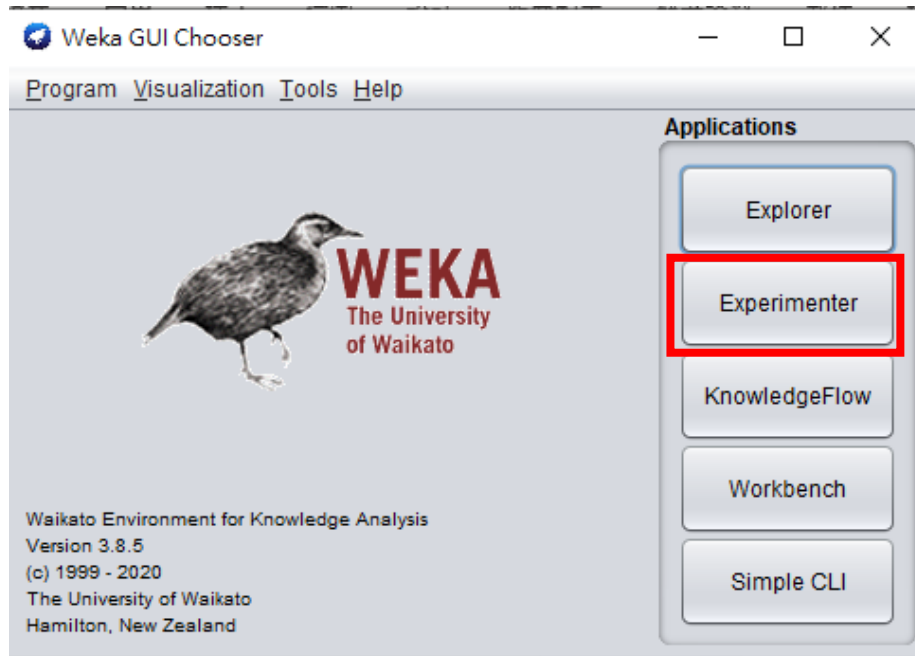 Weka GUI Chooser
Program Visualization Tools Help
Applications
Explorer
Experimenter
KnowledgeFlow
Workbench
Simple CLI
WEKA
The University
of Waikato
Waikato Environment for Knowledge Analysis
Version 3.8.5
(c) 1999 - 2020
The University of Waikato
Hamilton, New Zealand